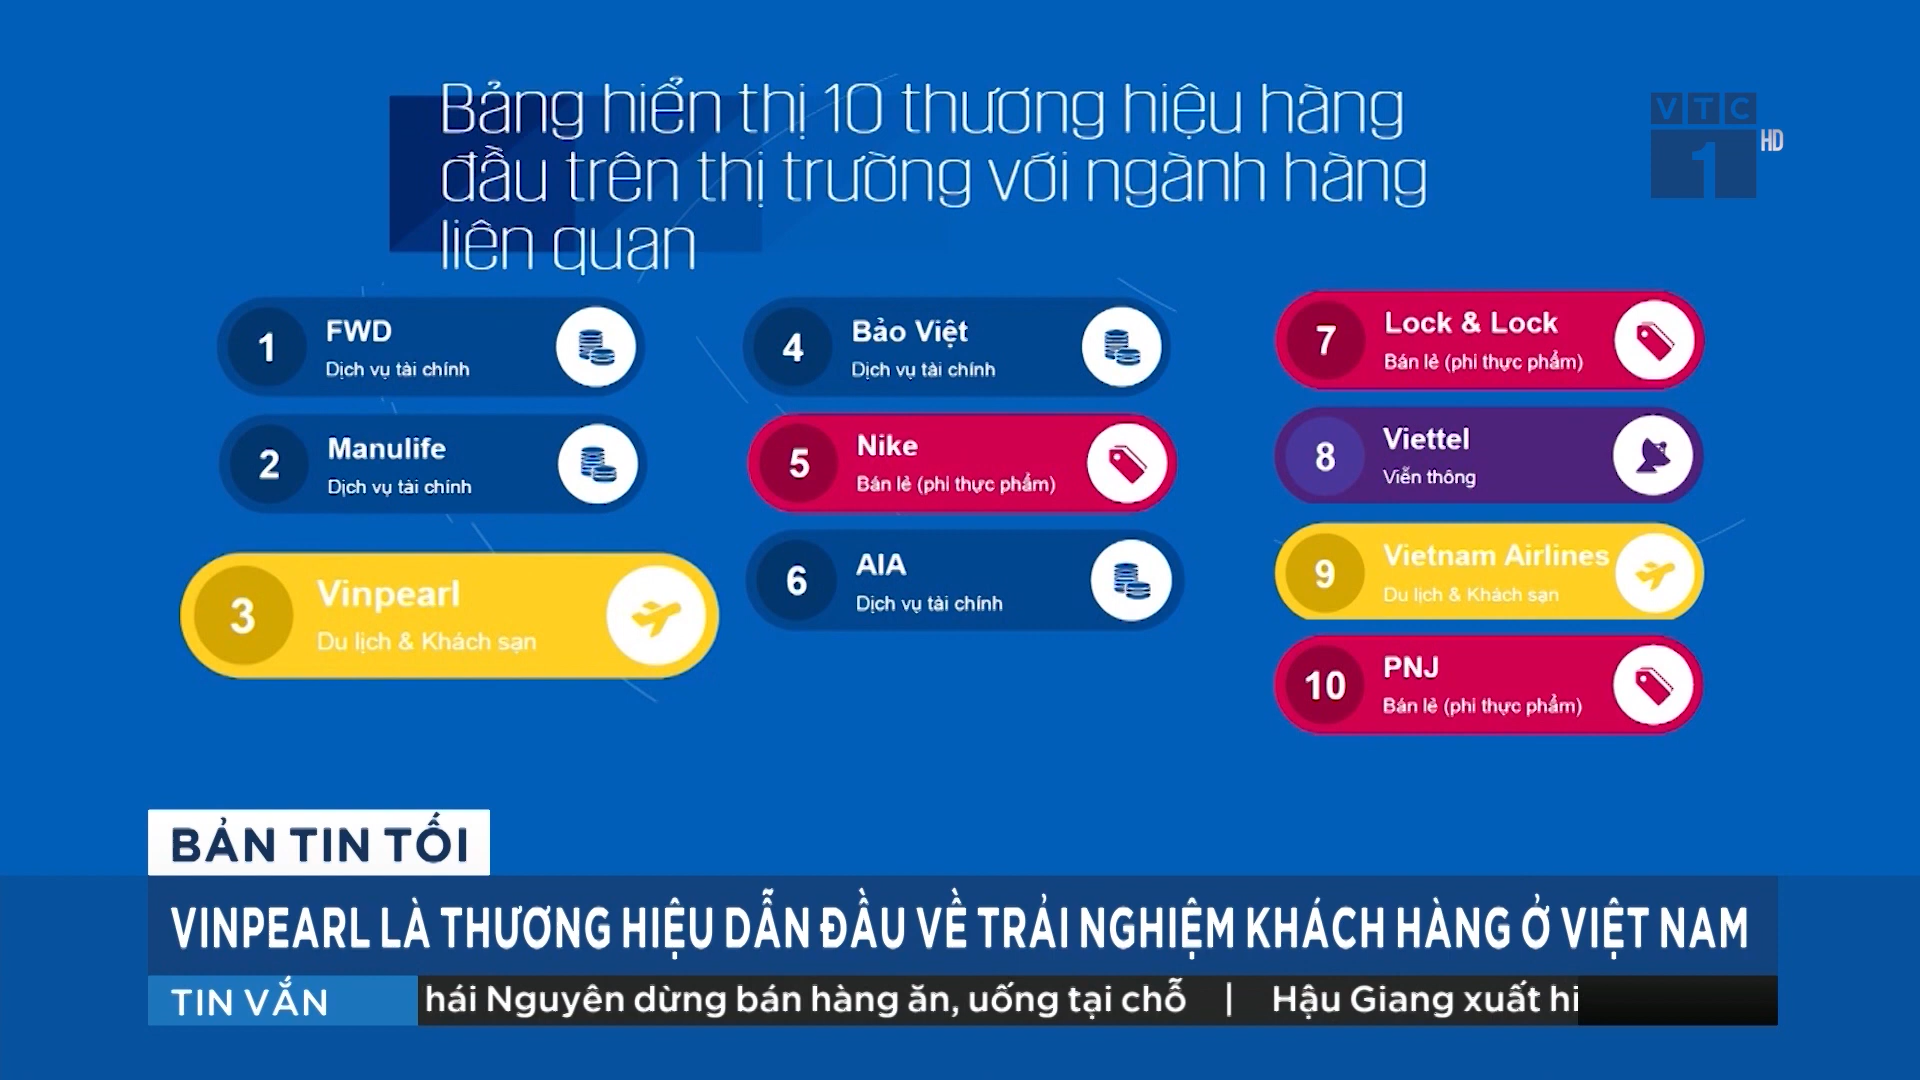 Bảng hiển thị 10 thương hiệu hàng
đầu trên thị trường với ngành hàng
liên quan
VTC
1
HD
1
FWD
Dịch vụ tài chính
2
Manulife
Dịch vụ tài chính
3
Vinpearl
Du lịch & Khách sạn
4
Bảo Việt
Dịch vụ tài chính
5
Nike
Bán lẻ (phi thực phẩm)
6
AIA
Dịch vụ tài chính
7
Lock & Lock
Bán lẻ (phi thực phẩm)
8
Viettel
Viễn thông
9
Vietnam Airlines
Du lịch & Khách sạn
10
PNJ
Bán lẻ (phi thực phẩm)
BẢN TIN TỐI
VINPEARL LÀ THƯƠNG HIỆU DẪN ĐẦU VỀ TRẢI NGHIỆM KHÁCH HÀNG Ở VIỆT NAM
TIN VẮN
hái Nguyên dừng bán hàng ăn, uống tại chỗ | Hậu Giang xuất hi